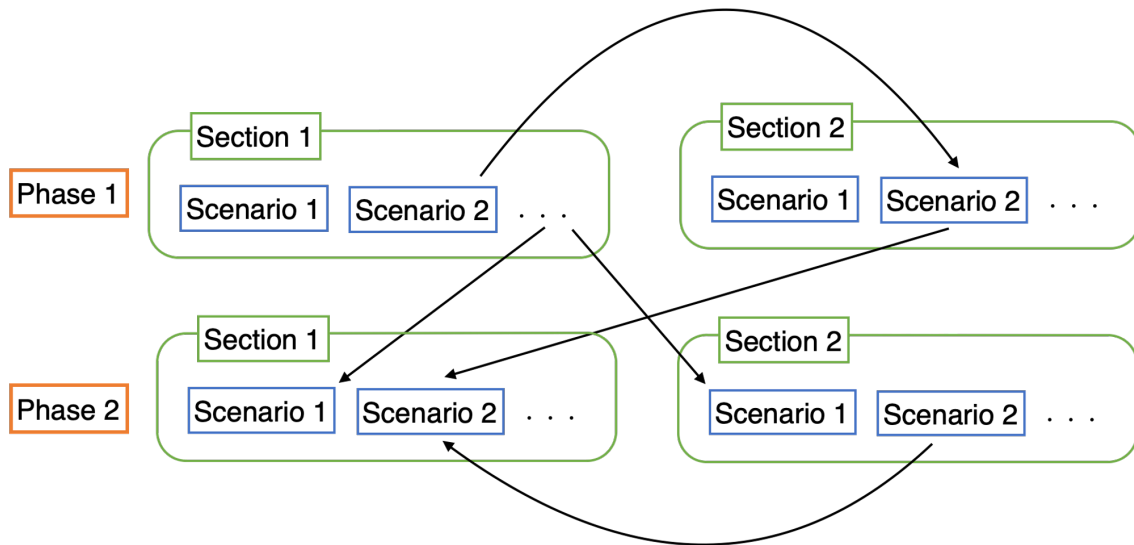 Section 1
Section 2
Phase 1
Scenario 1
Scenario 2
. . .
Scenario 1
Scenario 2
. . .
Section 1
Section 2
Phase 2
Scenario 1
Scenario 2
. . .
Scenario 1
Scenario 2
. . .